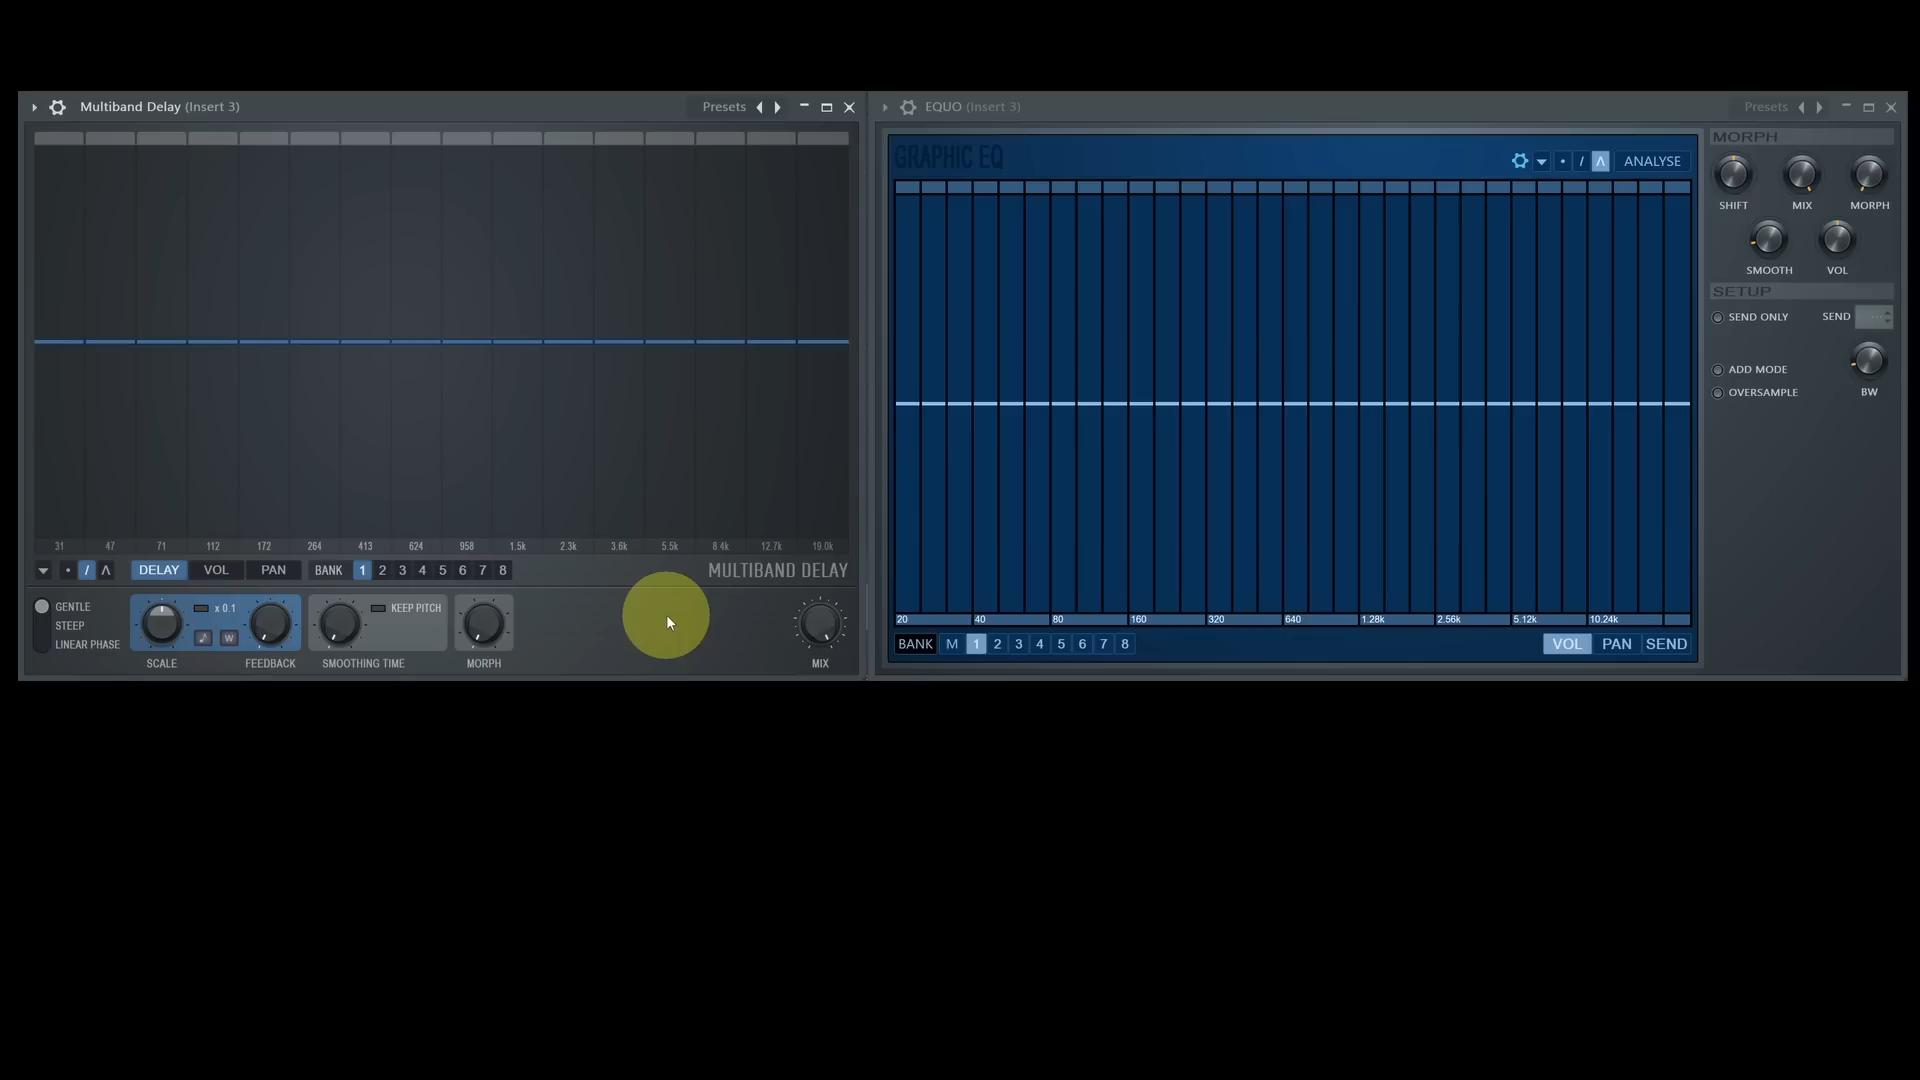 Multiband Delay (Insert 3)
Presets
31 47 71 112 172 264 413 624 958 1.5k 2.3k 3.6k 5.5k 8.4k 12.7k 19.0k
DELAY VOL PAN BANK 1 2 3 4 5 6 7 8 MULTIBAND DELAY
GENTLE
STEEP
LINEAR PHASE
x 0.1
W
KEEP PITCH
SCALE FEEDBACK SMOOTHING TIME MORPH MIX
EQUO (Insert 3)
Presets
GRAPHIC EQ
ANALYSE
20 40 80 160 320 640 1.28k 2.56k 5.12k 10.24k
BANK M 1 2 3 4 5 6 7 8 VOL PAN SEND
MORPH
SHIFT MIX MORPH
SMOOTH VOL
SETUP
SEND ONLY SEND
ADD MODE
OVERSAMPLE BW